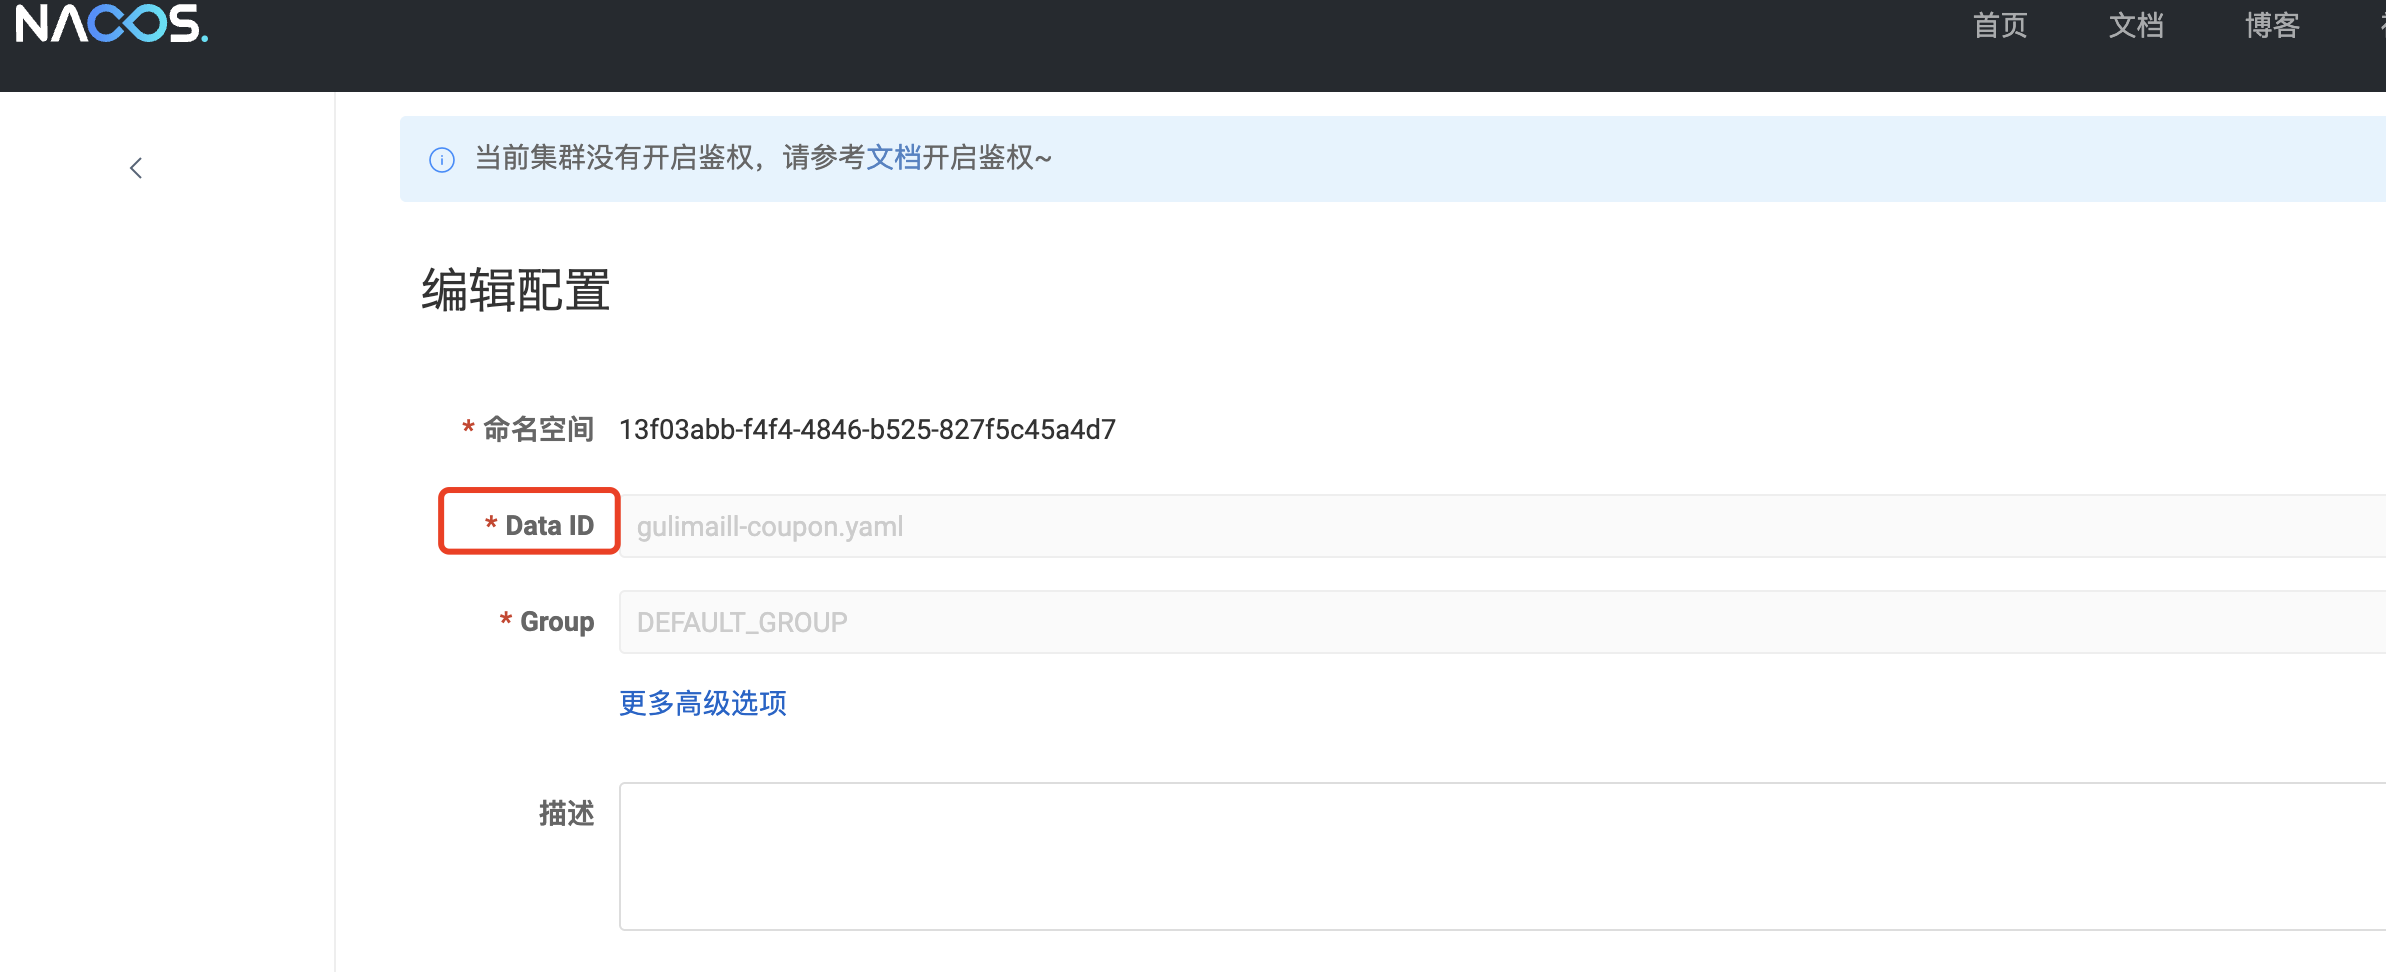 NACOS.
首页 文档 博客
当前集群没有开启鉴权，请参考文档开启鉴权~
编辑配置
* 命名空间 13f03abb-f4f4-4846-b525-827f5c45a4d7
* Data ID gulimaill-coupon.yaml
* Group DEFAULT_GROUP
更多高级选项
描述